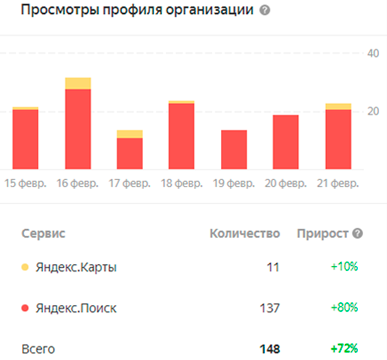 Просмотры профиля организации ?
40
20
15 февр. 16 февр. 17 февр. 18 февр. 19 февр. 20 февр. 21 февр.
Сервис Количество Прирост ?
Яндекс.Карты 11 +10%
Яндекс.Поиск 137 +80%
Всего 148 +72%